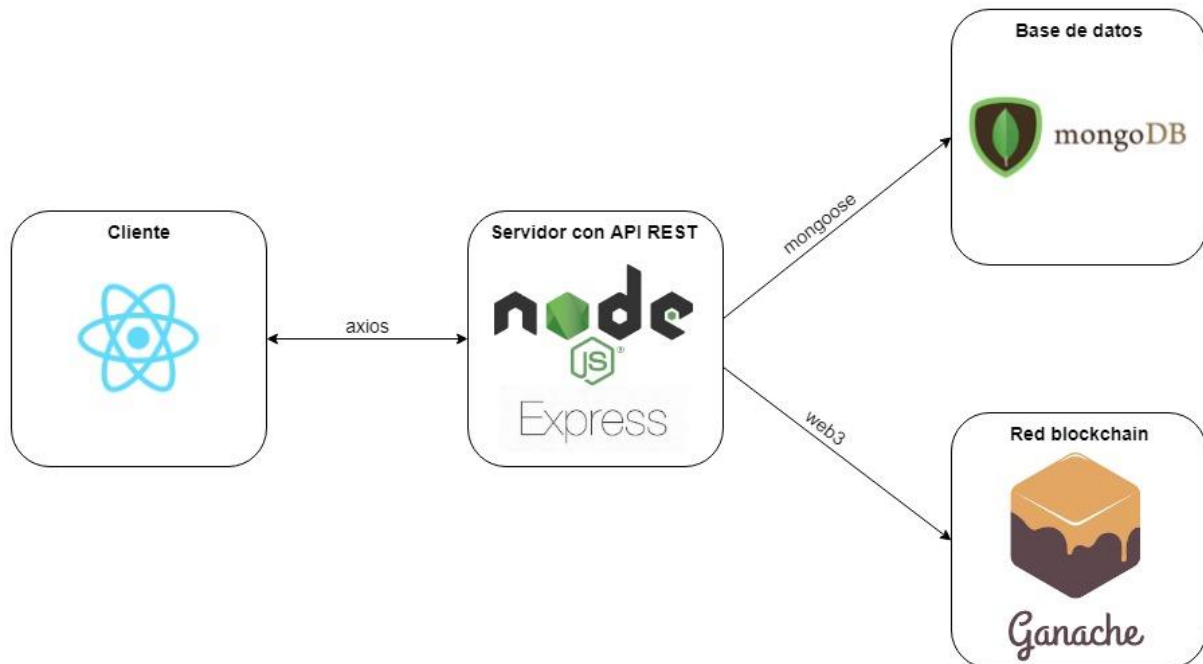 Base de datos
mongoDB
mongoose
Cliente
axios
Servidor con API REST
node
JS®
Express
web3
Red blockchain
Ganache